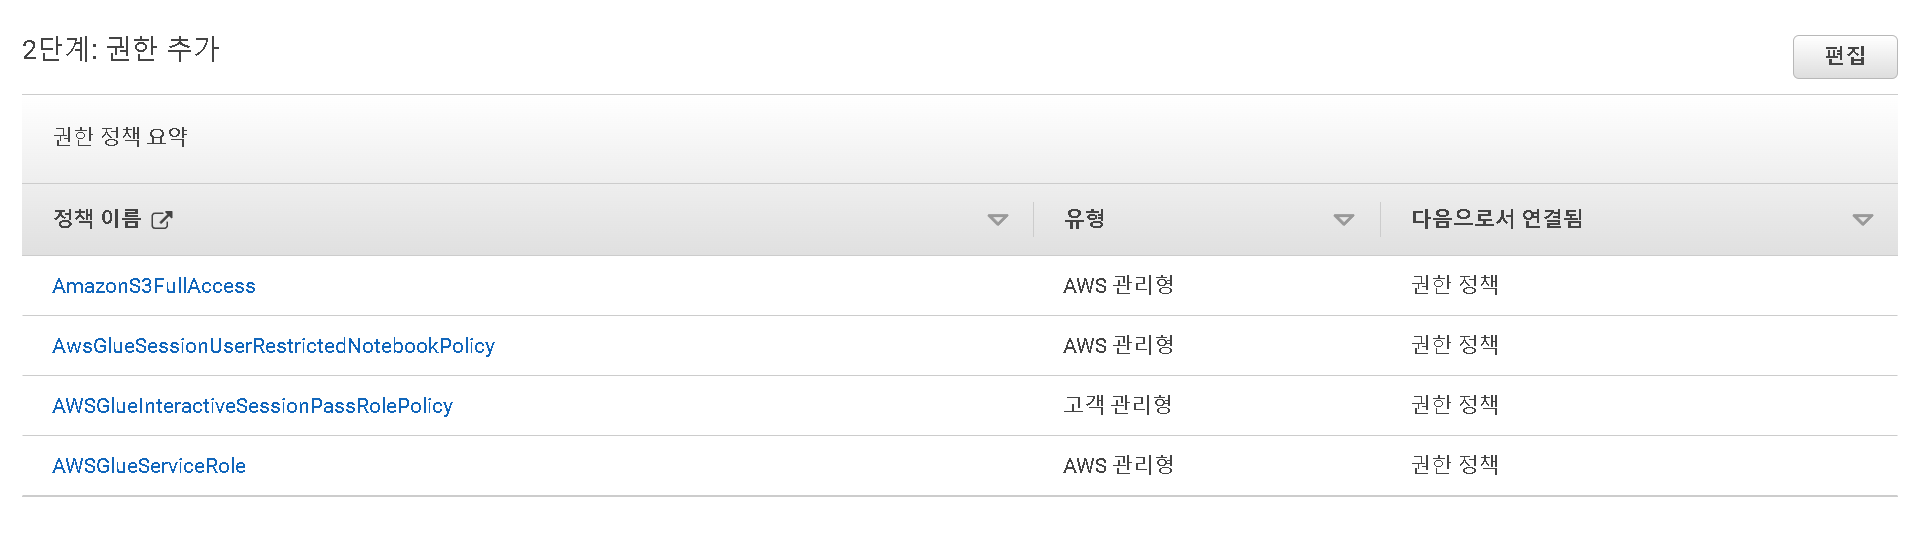 2단계: 권한 추가
편집
권한 정책 요약
정책 이름 유형 다음으로서 연결됨
AmazonS3FullAccess AWS 관리형 권한 정책
AwsGlueSessionUserRestrictedNotebookPolicy AWS 관리형 권한 정책
AWSGlueInteractiveSessionPassRolePolicy 고객 관리형 권한 정책
AWSGlueServiceRole AWS 관리형 권한 정책